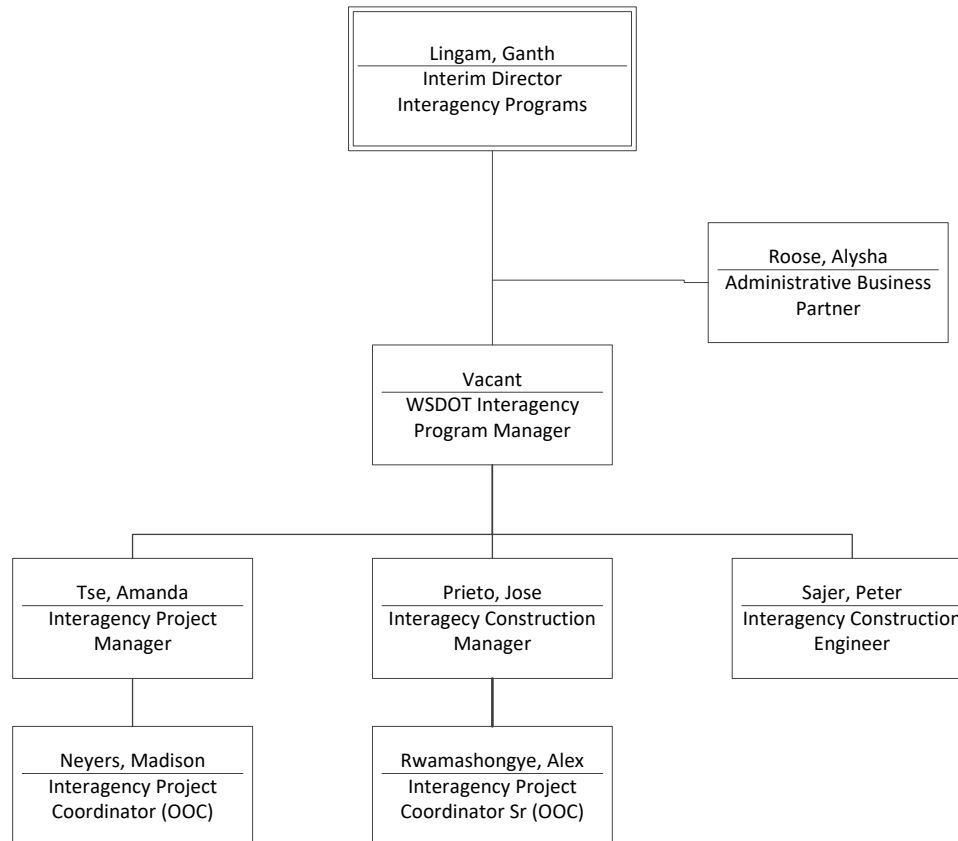 Lingam, Ganth
Interim Director
Interagency Programs
Roose, Alysha
Administrative Business
Partner
Vacant
WSDOT Interagency
Program Manager
Tse, Amanda
Interagency Project
Manager
Prieto, Jose
Interagecy Construction
Manager
Sajer, Peter
Interagency Construction
Engineer
Neyers, Madison
Interagency Project
Coordinator (OOC)
Rwamashongye, Alex
Interagency Project
Coordinator Sr (OOC)